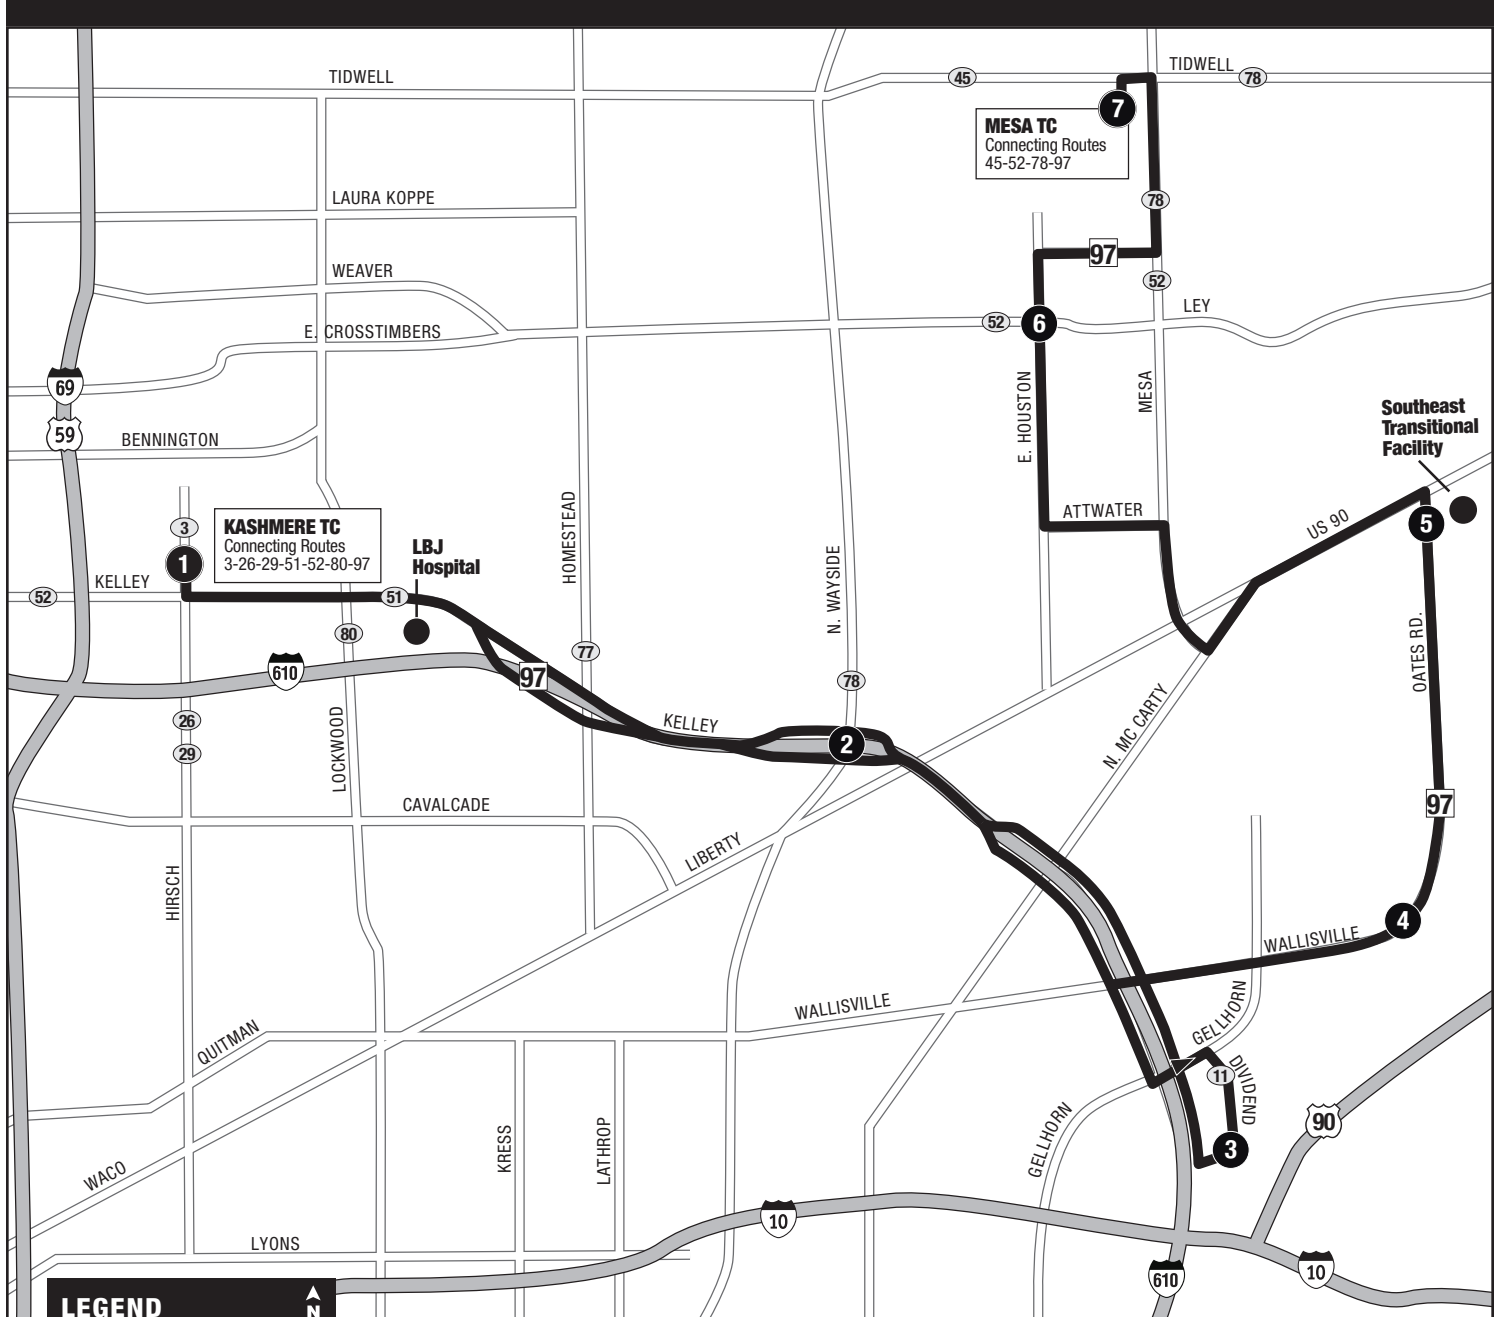 TIDWELL
45
TIDWELL
78
7
MESA TC
Connecting Routes
45-52-78-97
LAURA KOPPE
78
97
WEAVER
52
LEY
E. CROSSTIMBERS
52
6
69
59
BENNINGTON
E. HOUSTON
MESA
Southeast
Transitional
Facility
3
KASHMERE TC
Connecting Routes
3-26-29-51-52-80-97
1
LBJ
Hospital
HOMESTEAD
N. WAYSIDE
ATTWATER
US 90
5
52
KELLEY
51
80
77
610
97
78
OATES RD.
26
29
LOCKWOOD
KELLEY
2
N. MC CARTY
97
CAVALCADE
LIBERTY
HIRSCH
4
WALLISVILLE
WALLISVILLE
GELLHORN
QUITMAN
11
DIVIDEND
GELLHORN
90
KRESS
LATHROP
3
WACO
10
LYONS
610
10
LEGEND
N